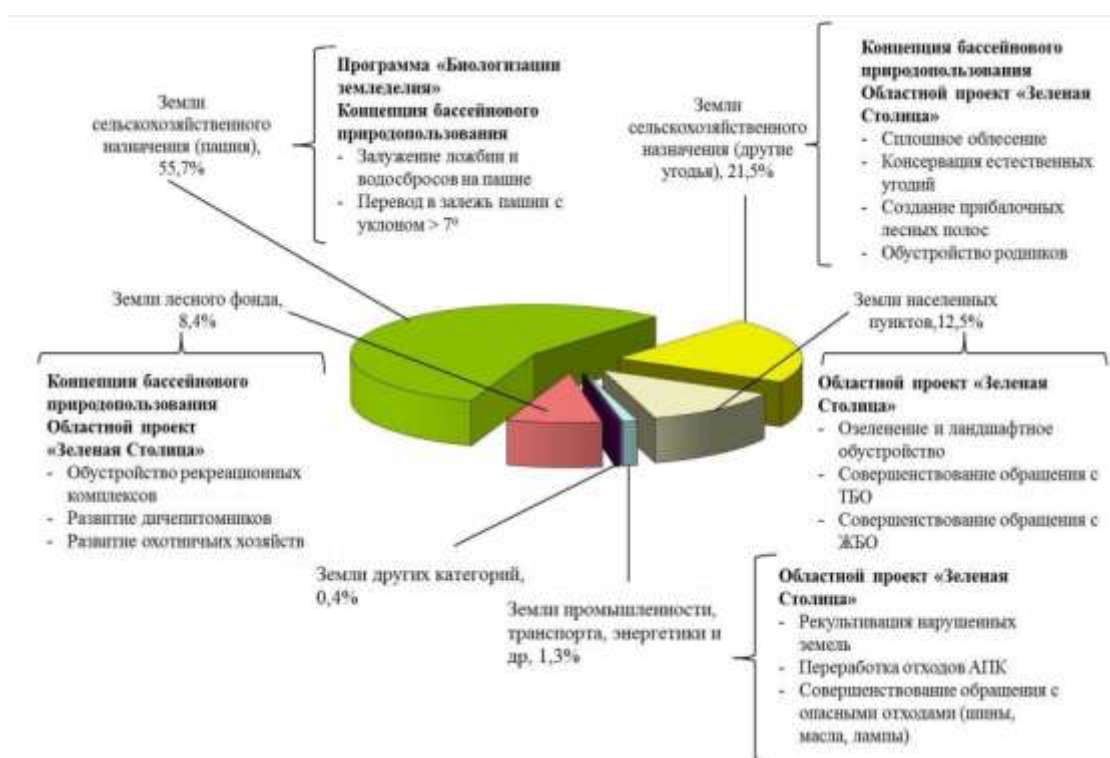 Земли
сельскохозяйственного
назначения (пашня),
55,7%
Программа «Биологизации
земледелия»
Концепция бассейнового
природопользования
- Залужение ложбин и
водосбросов на пашне
- Перевод в залежь пашни с
уклоном > 7º
Земли
сельскохозяйственного
назначения (другие
угодья), 21,5%
Концепция бассейнового
природопользования
Областной проект «Зеленая
Столица»
- Сплошное облесение
- Консервация естественных
угодий
- Создание прибалочных
лесных полос
- Обустройство родников
Земли лесного фонда,
8,4%
Концепция бассейнового
природопользования
Областной проект
«Зеленая Столица»
- Обустройство рекреационных
комплексов
- Развитие дичепитомников
- Развитие охотничьих хозяйств
Земли населенных
пунктов,12,5%
Областной проект «Зеленая
Столица»
- Озеленение и ландшафтное
обустройство
- Совершенствование обращения с
ТБО
- Совершенствование обращения с
ЖБО
Земли других категорий,
0,4%
Земли промышленности,
транспорта, энергетики и
др, 1,3%
Областной проект «Зеленая
Столица»
- Рекультивация нарушенных
земель
- Переработка отходов АПК
- Совершенствование обращения с
опасными отходами (шины,
масла, лампы)